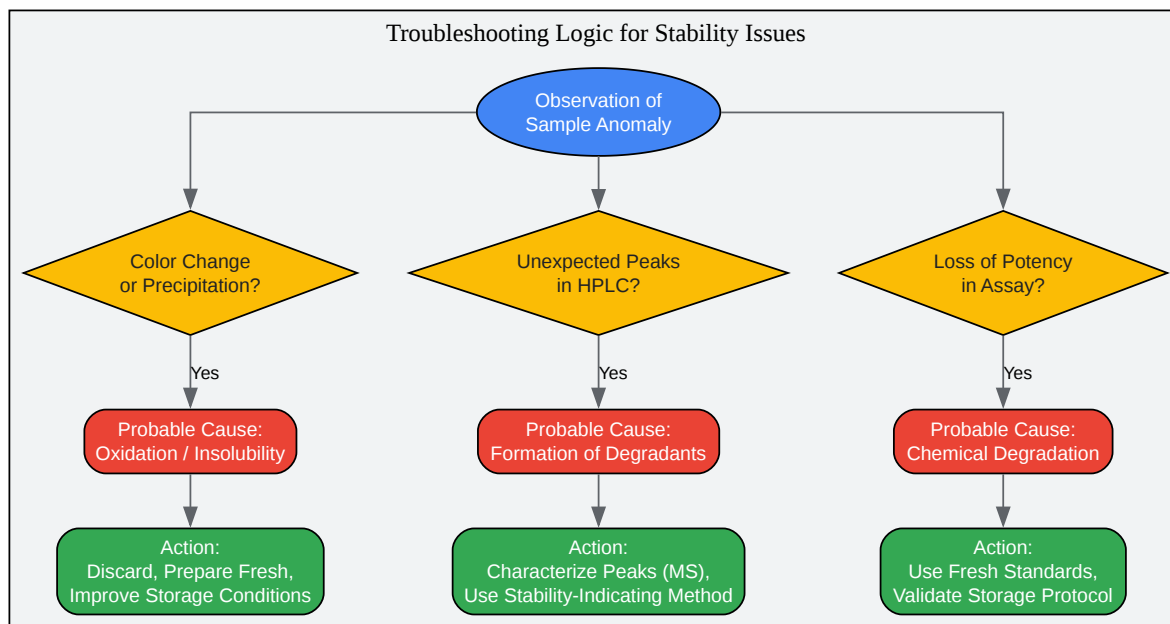 Troubleshooting Logic for Stability Issues
Observation of
Sample Anomaly
Color Change
or Precipitation?
Unexpected Peaks
in HPLC?
Loss of Potency
in Assay?
Yes
Yes
Yes
Probable Cause:
Oxidation / Insolubility
Probable Cause:
Formation of Degradants
Probable Cause:
Chemical Degradation
Action:
Discard, Prepare Fresh,
Improve Storage Conditions
Action:
Characterize Peaks (MS),
Use Stability-Indicating Method
Action:
Use Fresh Standards,
Validate Storage Protocol